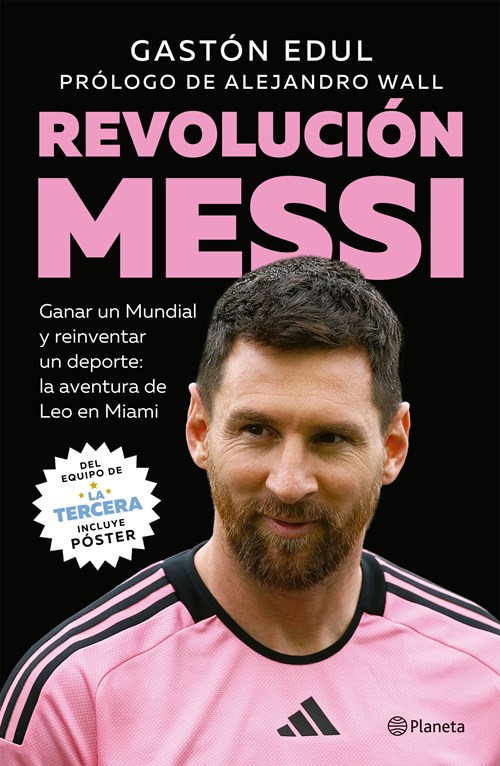 GASTÓN EDUL
PRÓLOGO DE ALEJANDRO WALL
REVOLUCIÓN
MESSI
Ganar un Mundial
y reinventar
un deporte:
la aventura de
Leo en Miami
DEL
EQUIPO DE
LA
TERCERA
INCLUYE
PÓSTER
Planeta